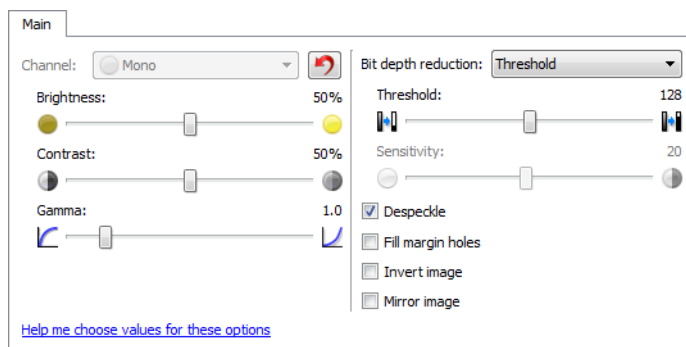 Main
Channel: Mono
Brightness: 50%
Contrast: 50%
Gamma: 1.0
Help me choose values for these options
Bit depth reduction: Threshold
Threshold: 128
Sensitivity: 20
Despeckle
Fill margin holes
Invert image
Mirror image